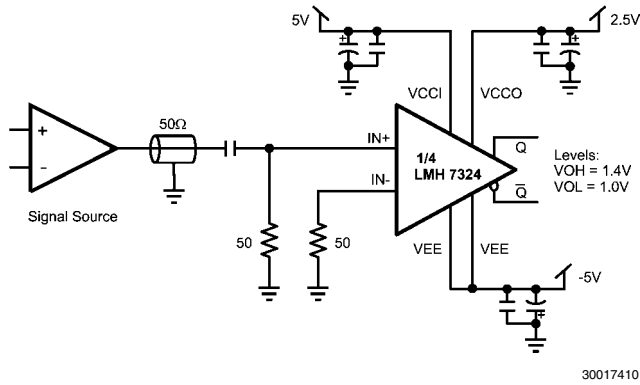 5V
2.5V
VCCI
VCCO
50Ω
+
-
Signal Source
IN+
IN-
1/4
LMH 7324
Q
Q̅
Levels:
VOH = 1.4V
VOL = 1.0V
50
50
VEE
VEE
-5V
+
+
+
30017410